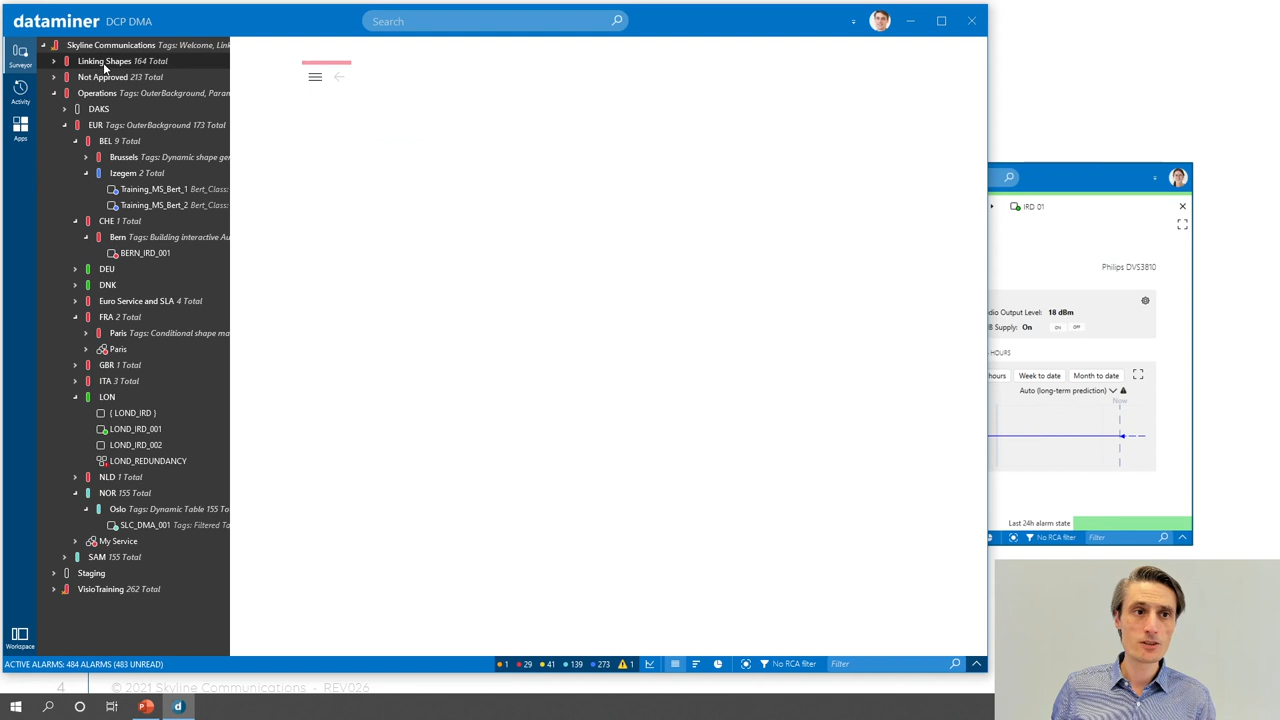 dataminer DCP DMA
Search
Surveyor
Activity
Apps
Workspace
Skyline Communications Tags: Welcome, Link
Linking Shapes 164 Total
Not Approved 213 Total
Operations Tags: OuterBackground, Param
DAKS
EUR Tags: OuterBackground 173 Total
BEL 9 Total
Brussels Tags: Dynamic shape ge
Izegem 2 Total
Training_MS_Bert_1 Bert_Class:
Training_MS_Bert_2 Bert_Class:
CHE 1 Total
Bern Tags: Building interactive Au
BERN_IRD_001
DEU
DNK
Euro Service and SLA 4 Total
FRA 2 Total
Paris Tags: Conditional shape ma
Paris
GBR 1 Total
ITA 3 Total
LON
{ LOND_IRD }
LOND_IRD_001
LOND_IRD_002
LOND_REDUNDANCY
NLD 1 Total
NOR 155 Total
Oslo Tags: Dynamic Table 155 To
SLC_DMA_001 Tags: Filtered Ta
My Service
SAM 155 Total
Staging
VisioTraining 262 Total
IRD 01
Philips DVS3810
dio Output Level: 18 dBm
B Supply: On ON OFF
HOURS
hours Week to date Month to date
Auto (long-term prediction)
Now
Last 24h alarm state
No RCA filter Filter
ACTIVE ALARMS: 484 ALARMS (483 UNREAD)
1 29 41 139 273 1 No RCA filter Filter
4 © 2021 Skyline Communications - REV026